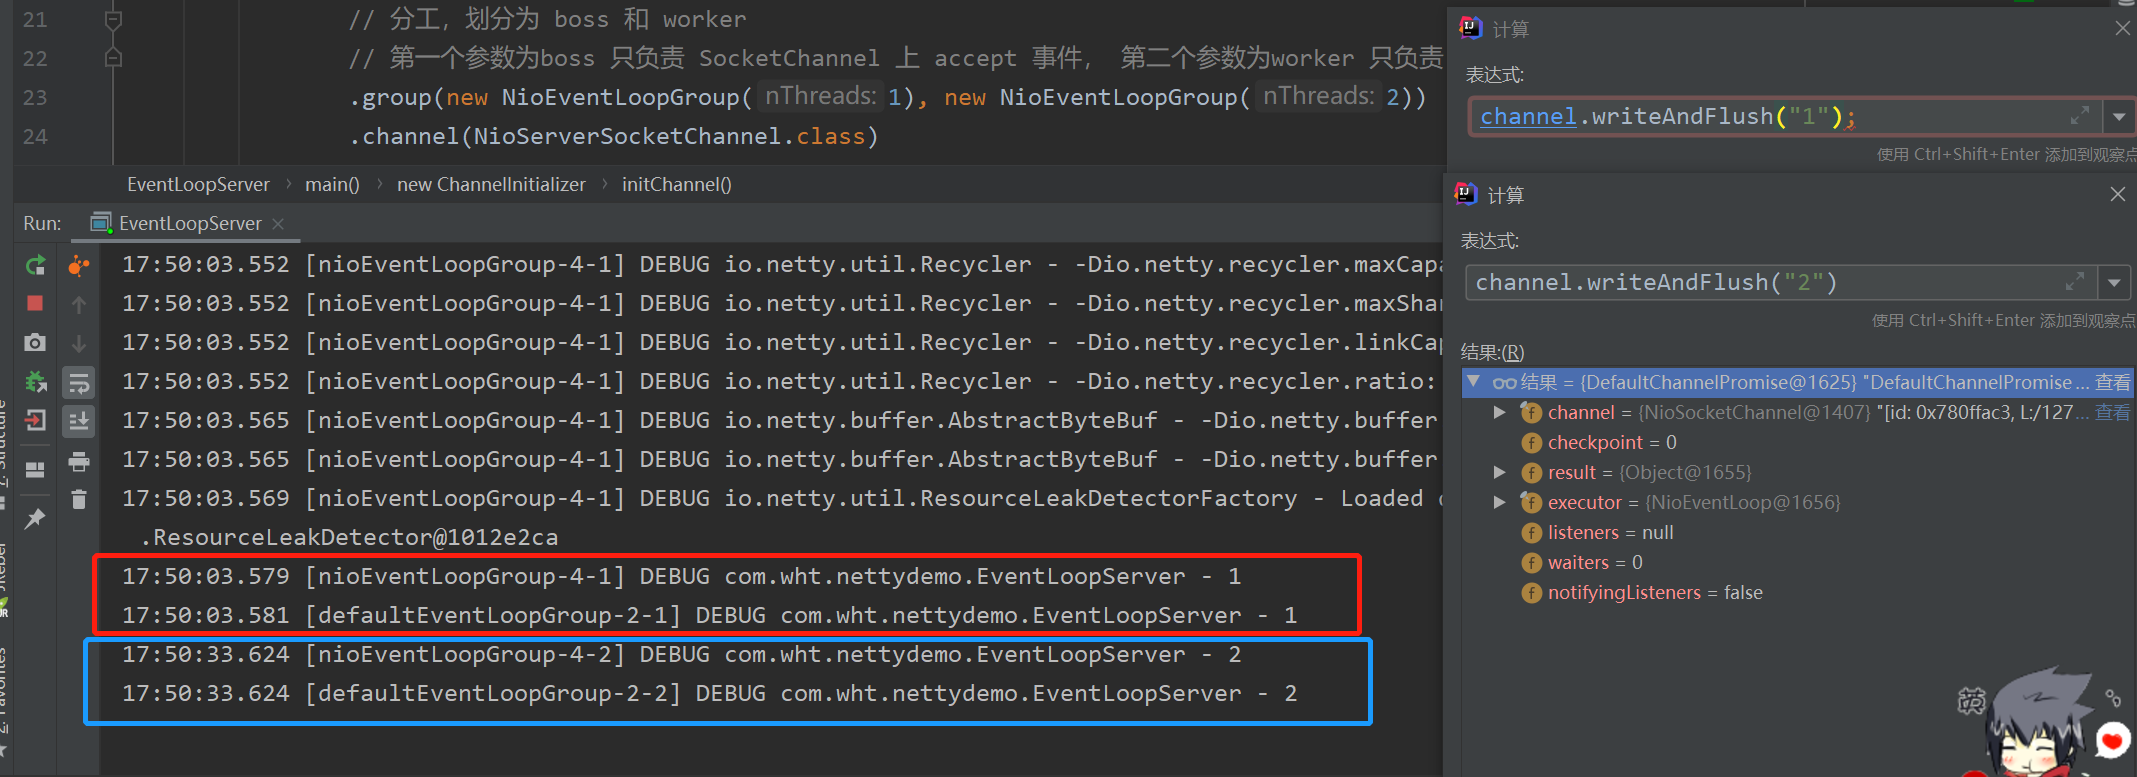 21 // 分工，划分为 boss 和 worker
22 // 第一个参数为boss 只负责 SocketChannel 上 accept 事件， 第二个参数为worker 只负责
23 .group(new NioEventLoopGroup( nThreads: 1), new NioEventLoopGroup( nThreads: 2))
24 .channel(NioServerSocketChannel.class)
EventLoopServer › main() › new ChannelInitializer › initChannel()
Run: EventLoopServer
17:50:03.552 [nioEventLoopGroup-4-1] DEBUG io.netty.util.Recycler - -Dio.netty.recycler.maxCapa
17:50:03.552 [nioEventLoopGroup-4-1] DEBUG io.netty.util.Recycler - -Dio.netty.recycler.maxShar
17:50:03.552 [nioEventLoopGroup-4-1] DEBUG io.netty.util.Recycler - -Dio.netty.recycler.linkCap
17:50:03.552 [nioEventLoopGroup-4-1] DEBUG io.netty.util.Recycler - -Dio.netty.recycler.ratio:
17:50:03.565 [nioEventLoopGroup-4-1] DEBUG io.netty.buffer.AbstractByteBuf - -Dio.netty.buffer
17:50:03.565 [nioEventLoopGroup-4-1] DEBUG io.netty.buffer.AbstractByteBuf - -Dio.netty.buffer
17:50:03.569 [nioEventLoopGroup-4-1] DEBUG io.netty.util.ResourceLeakDetectorFactory - Loaded
.ResourceLeakDetector@1012e2ca
17:50:03.579 [nioEventLoopGroup-4-1] DEBUG com.wht.nettydemo.EventLoopServer - 1
17:50:03.581 [defaultEventLoopGroup-2-1] DEBUG com.wht.nettydemo.EventLoopServer - 1
17:50:33.624 [nioEventLoopGroup-4-2] DEBUG com.wht.nettydemo.EventLoopServer - 2
17:50:33.624 [defaultEventLoopGroup-2-2] DEBUG com.wht.nettydemo.EventLoopServer - 2
计算
表达式:
channel.writeAndFlush("1");
使用 Ctrl+Shift+Enter 添加到观察点
计算
表达式:
channel.writeAndFlush("2")
使用 Ctrl+Shift+Enter 添加到观察点
结果:(R)
结果 = {DefaultChannelPromise@1625} "DefaultChannelPromise... 查看
channel = {NioSocketChannel@1407} "[id: 0x780ffac3, L:/127... 查看
checkpoint = 0
result = {Object@1655}
executor = {NioEventLoop@1656}
listeners = null
waiters = 0
notifyingListeners = false
英